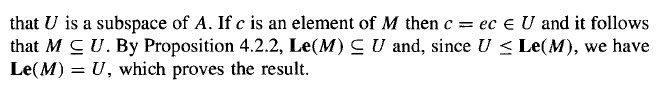 that U is a subspace of A. If c is an element of M then c = ec ∈ U and it follows
that M ⊆ U. By Proposition 4.2.2, Le(M) ⊆ U and, since U ≤ Le(M), we have
Le(M) = U, which proves the result.